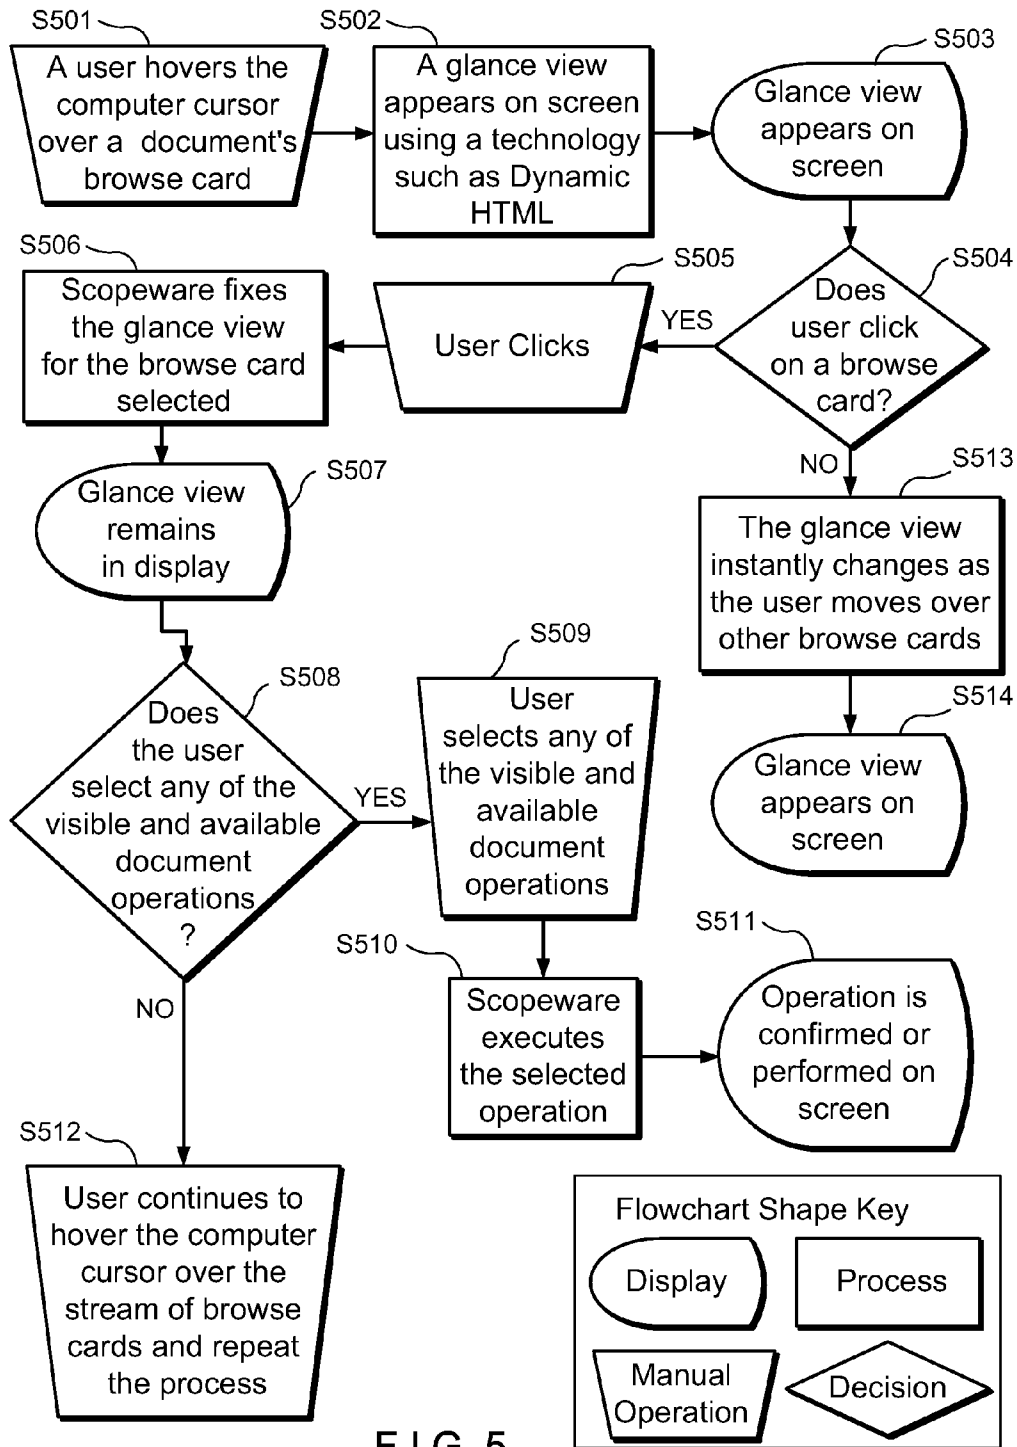 S501
A user hovers the
computer cursor
over a document's
browse card
S502
A glance view
appears on screen
using a technology
such as Dynamic
HTML
S503
Glance view
appears on
screen
S504
Does
user click
on a browse
card?
YES
NO
S505
User Clicks
S506
Scopeware fixes
the glance view
for the browse card
selected
S507
Glance view
remains
in display
S513
The glance view
instantly changes as
the user moves over
other browse cards
S514
Glance view
appears on
screen
S508
Does
the user
select any of the
visible and available
document
operations
?
YES
NO
S509
User
selects any of
the visible and
available
document
operations
S510
Scopeware
executes
the selected
operation
S511
Operation is
confirmed or
performed on
screen
S512
User continues to
hover the computer
cursor over the
stream of browse
cards and repeat
the process
Flowchart Shape Key
Display
Process
Manual
Operation
Decision
FIG. 5